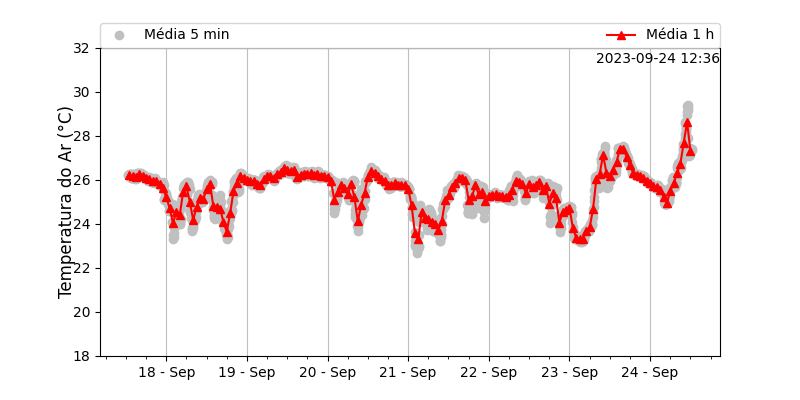 Média 5 min
Média 1 h
2023-09-24 12:36
Temperatura do Ar (°C)
32
30
28
26
24
22
20
18
18 - Sep
19 - Sep
20 - Sep
21 - Sep
22 - Sep
23 - Sep
24 - Sep